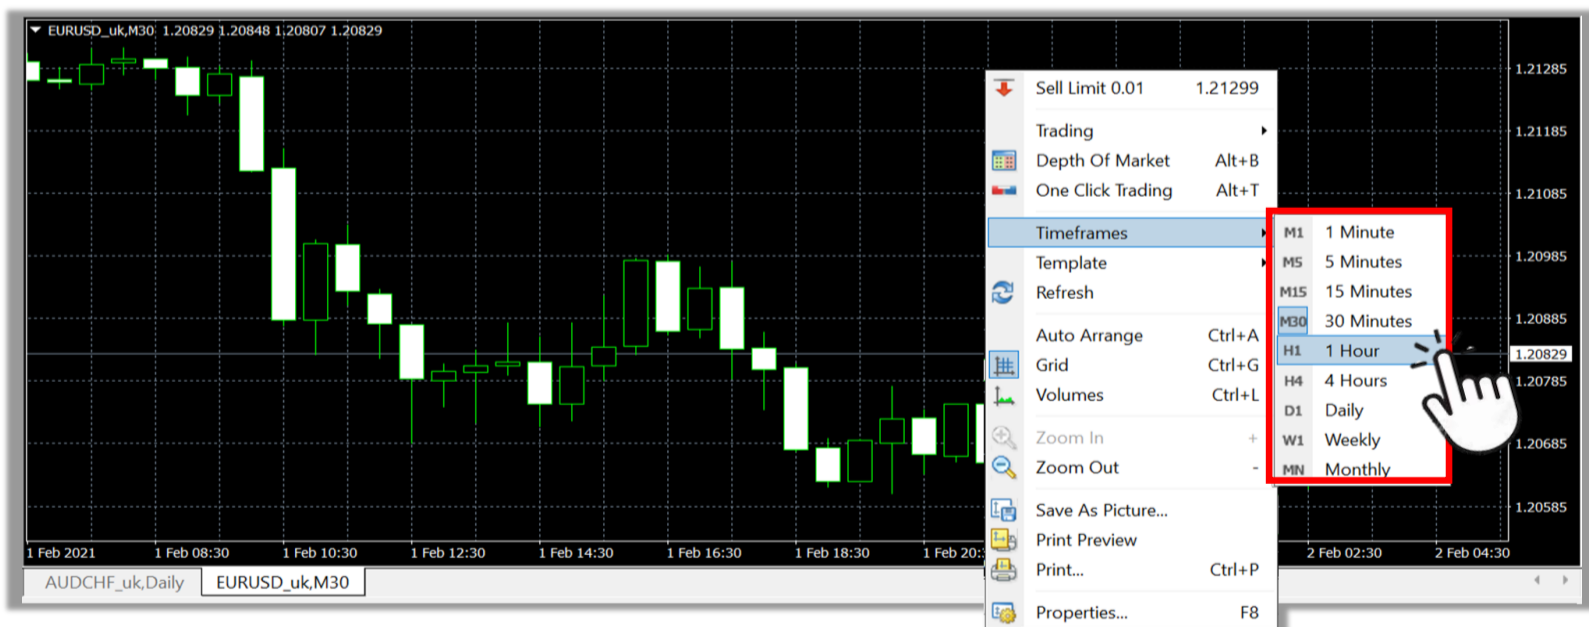 EURUSD_uk,M30 1.20829 1.20848 1.20807 1.20829
1.21285
1.21185
1.21085
1.20985
1.20885
1.20829
1.20785
1.20685
1.20585
Sell Limit 0.01 1.21299
Trading
Depth Of Market Alt+B
One Click Trading Alt+T
Timeframes
Template
Refresh
Auto Arrange Ctrl+A
Grid Ctrl+G
Volumes Ctrl+L
Zoom In +
Zoom Out -
Save As Picture...
Print Preview
Print... Ctrl+P
Properties... F8
M1 1 Minute
M5 5 Minutes
M15 15 Minutes
M30 30 Minutes
H1 1 Hour
H4 4 Hours
D1 Daily
W1 Weekly
MN Monthly
1 Feb 2021 1 Feb 08:30 1 Feb 10:30 1 Feb 12:30 1 Feb 14:30 1 Feb 16:30 1 Feb 18:30 1 Feb 20: 2 Feb 02:30 2 Feb 04:30
AUDCHF_uk,Daily EURUSD_uk,M30